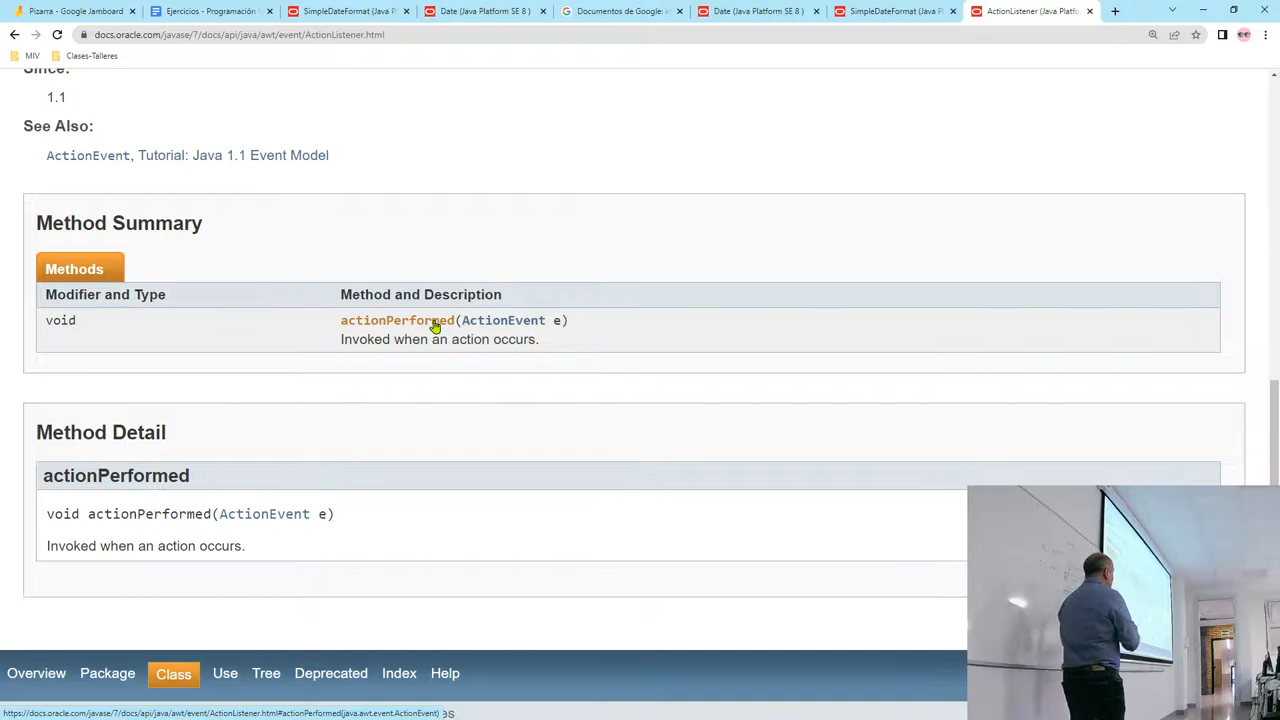 Pizarra - Google Jamboard
Ejercicios - Programación I
SimpleDateFormat (Java Pl
Date (Java Platform SE 8 )
Documentos de Google: in
Date (Java Platform SE 8 )
SimpleDateFormat (Java Pl
ActionListener (Java Platfo
docs.oracle.com/javase/7/docs/api/java/awt/event/ActionListener.html
MIV
Clases-Talleres
Since:
1.1
See Also:
ActionEvent, Tutorial: Java 1.1 Event Model
Method Summary
Methods
Modifier and Type
Method and Description
void
actionPerformed(ActionEvent e)
Invoked when an action occurs.
Method Detail
actionPerformed
void actionPerformed(ActionEvent e)
Invoked when an action occurs.
Overview
Package
Class
Use
Tree
Deprecated
Index
Help
https://docs.oracle.com/javase/7/docs/api/java/awt/event/ActionListener.html#actionPerformed(java.awt.event.ActionEvent)
es